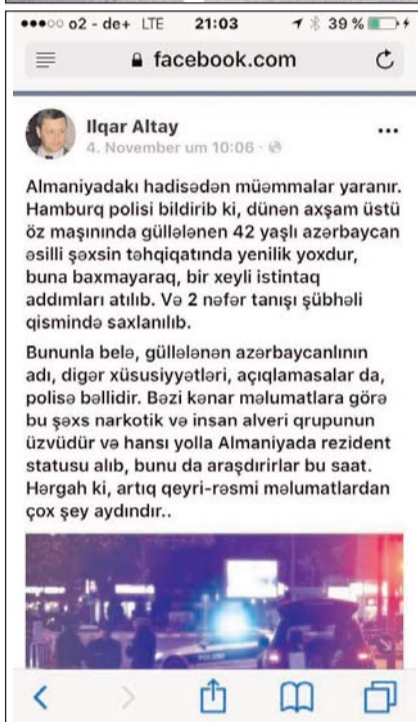 o2 - de+ LTE 21:03 39 %
facebook.com
Ilqar Altay
4. November um 10:06 ·
Almaniyadakı hadisədən müəmmalar yaranır.
Hamburq polisi bildirib ki, dünən axşam üstü
öz maşınında güllələnen 42 yaşlı azərbaycan
əsilli şəxsin təhqiqatında yenilik yoxdur,
buna baxmayaraq, bir xeyli istintaq
addımları atılıb. Və 2 nəfər tanışı şübhəli
qismində saxlanılıb.
Bununla belə, güllələnən azərbaycanlının
adı, digər xüsusiyyətləri, açıqlamasalar da,
polisə bəllidir. Bəzi kənar məlumatlara görə
bu şəxs narkotik və insan alveri qrupunun
üzvüdür və hansı yolla Almaniyada rezident
statusu alıb, bunu da araşdırırlar bu saat.
Hərgah ki, artıq qeyri-rəsmi məlumatlardan
çox şey aydındır..